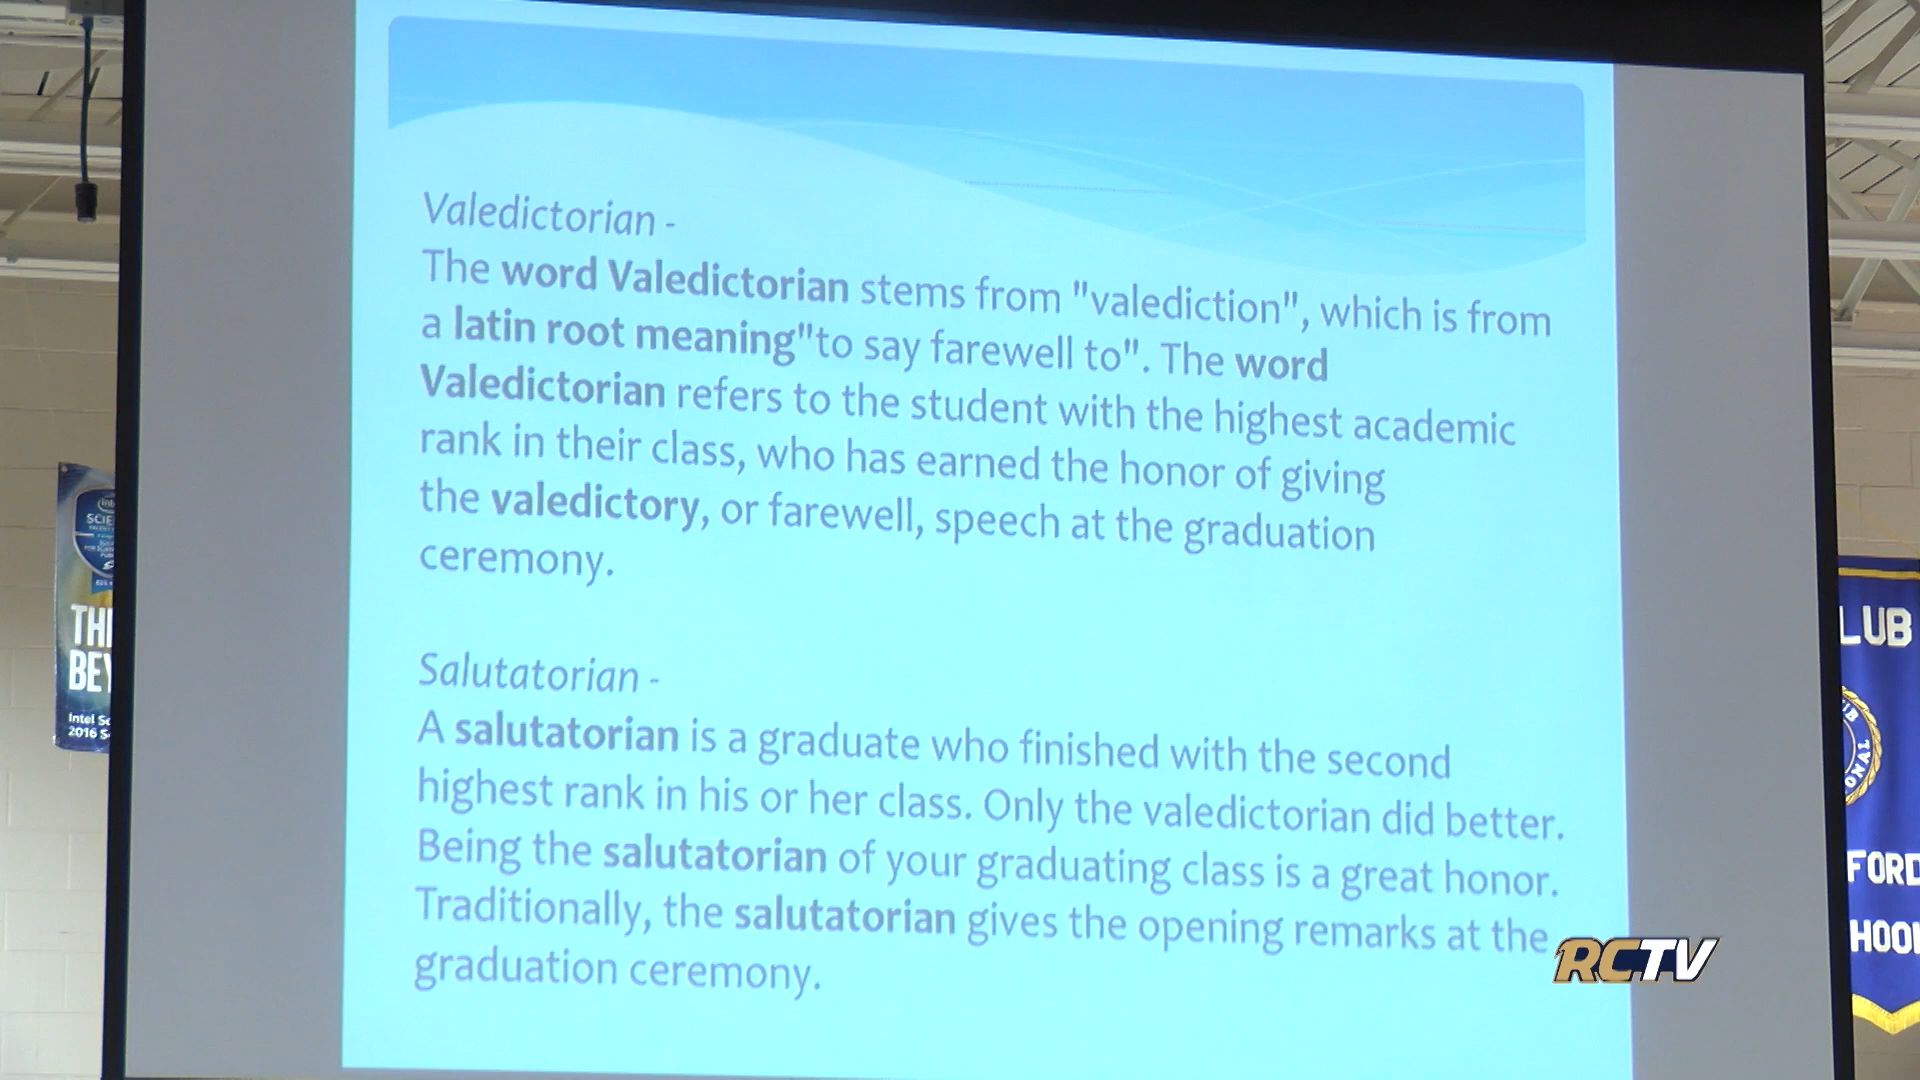 Valedictorian -
The word Valedictorian stems from "valediction", which is from
a latin root meaning"to say farewell to". The word
Valedictorian refers to the student with the highest academic
rank in their class, who has earned the honor of giving
the valedictory, or farewell, speech at the graduation
ceremony.
Salutatorian -
A salutatorian is a graduate who finished with the second
highest rank in his or her class. Only the valedictorian did better.
Being the salutatorian of your graduating class is a great honor.
Traditionally, the salutatorian gives the opening remarks at the
graduation ceremony.
RCTV
THI
BEY
Intel Sc
2016 S
LUB
FORD
HOOL